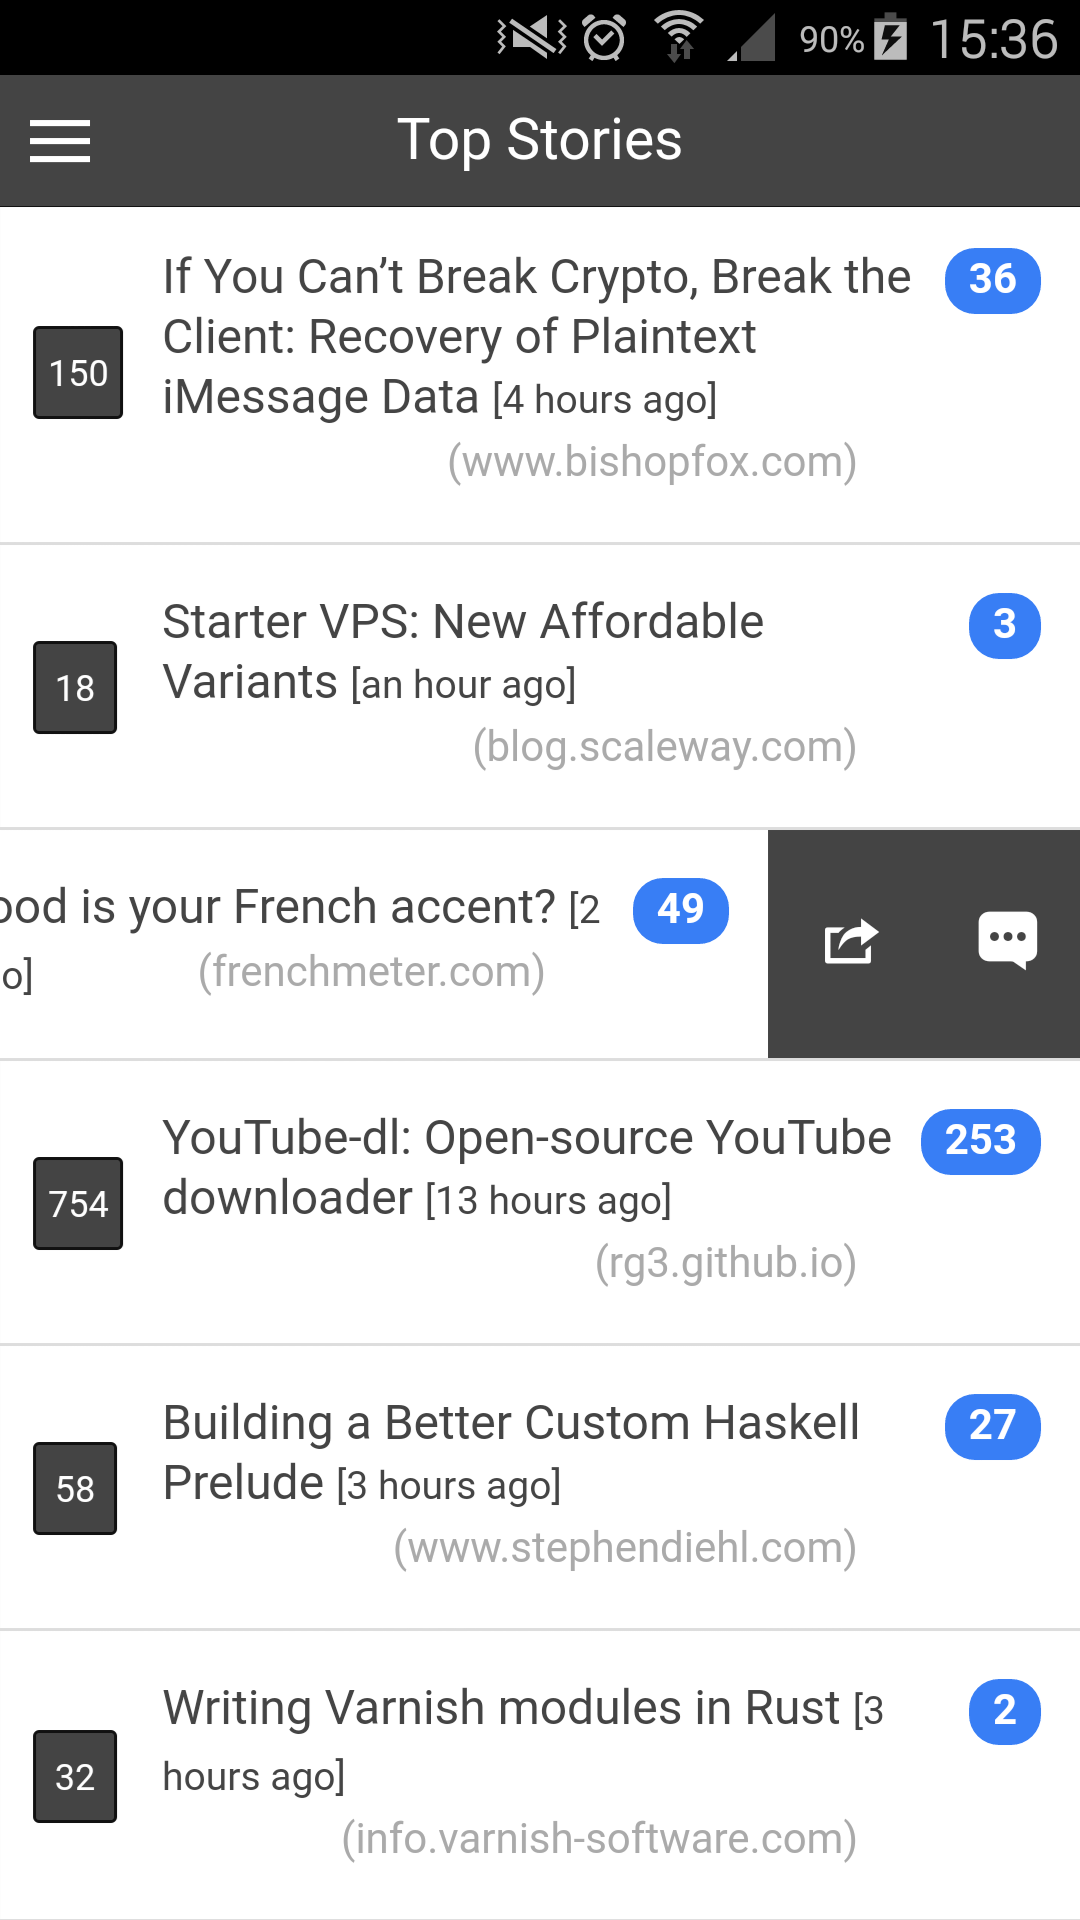 90% 15:36
Top Stories
If You Can’t Break Crypto, Break the 36
Client: Recovery of Plaintext
150
iMessage Data [4 hours ago]
(www.bishopfox.com)
Starter VPS: New Affordable 3
18
Variants [an hour ago]
(blog.scaleway.com)
ood is your French accent? [2 49
o] (frenchmeter.com)
YouTube-dl: Open-source YouTube 253
754
downloader [13 hours ago]
(rg3.github.io)
Building a Better Custom Haskell 27
58
Prelude [3 hours ago]
(www.stephendiehl.com)
Writing Varnish modules in Rust [3 2
32
hours ago]
(info.varnish-software.com)